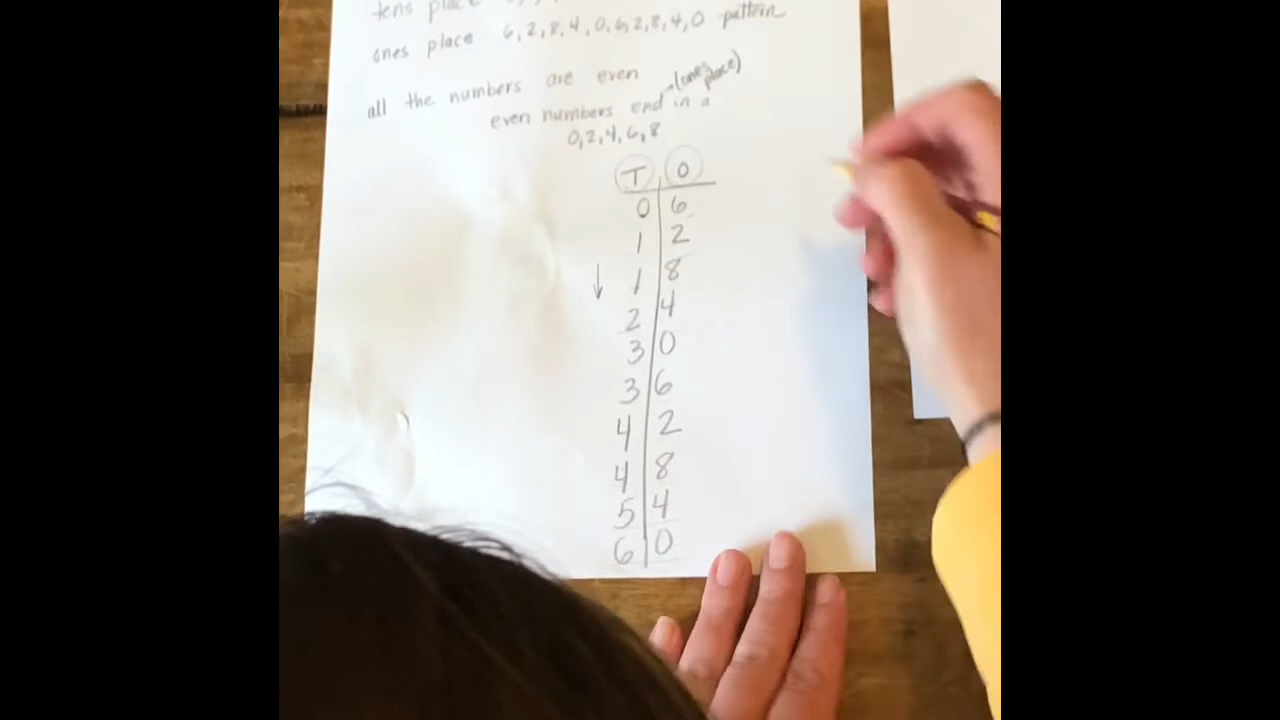 tens place
ones place 6, 2, 8, 4, 0, 6, 2, 8, 4, 0 pattern
all the numbers are even
(ones place)
even numbers end in a
0, 2, 4, 6, 8
T O
0 6
1 2
1 8
2 4
3 0
3 6
4 2
4 8
5 4
6 0